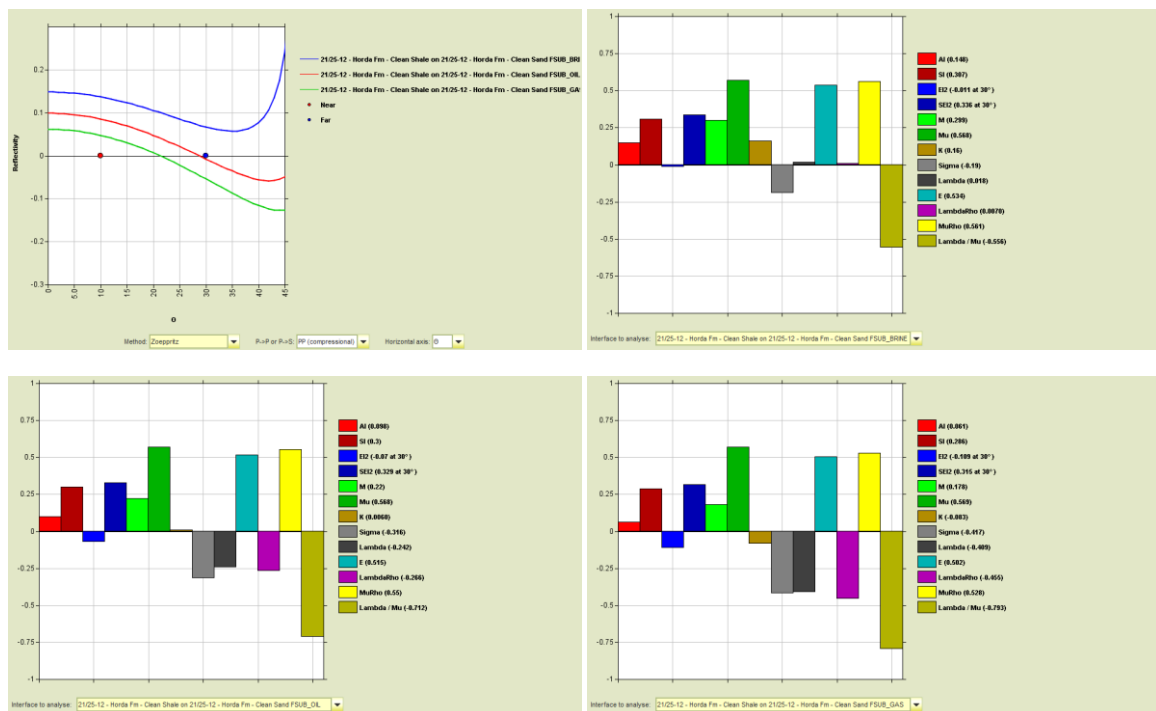 0.2
0.1
0
-0.1
-0.2
-0.3
Reflectivity
0
5.0
10
15
20
25
30
35
40
45
Θ
21/25-12 - Horda Fm - Clean Shale on 21/25-12 - Horda Fm - Clean Sand FSUB_BRI
21/25-12 - Horda Fm - Clean Shale on 21/25-12 - Horda Fm - Clean Sand FSUB_OIL
21/25-12 - Horda Fm - Clean Shale on 21/25-12 - Horda Fm - Clean Sand FSUB_GAS
Near
Far
Method: Zoeppritz P->P or P->S: PP (compressional) Horizontal axis: Θ
1
0.75
0.5
0.25
0
-0.25
-0.5
-0.75
-1
AI (0.148)
SI (0.307)
EI2 (-0.011 at 30°)
SEI2 (0.336 at 30°)
M (0.299)
Mu (0.568)
K (0.16)
Sigma (-0.19)
Lambda (0.018)
E (0.534)
LambdaRho (0.0070)
MuRho (0.561)
Lambda / Mu (-0.556)
Interface to analyse: 21/25-12 - Horda Fm - Clean Shale on 21/25-12 - Horda Fm - Clean Sand FSUB_BRINE
1
0.75
0.5
0.25
0
-0.25
-0.5
-0.75
-1
AI (0.098)
SI (0.3)
EI2 (-0.07 at 30°)
SEI2 (0.329 at 30°)
M (0.22)
Mu (0.568)
K (0.0060)
Sigma (-0.316)
Lambda (-0.242)
E (0.515)
LambdaRho (-0.266)
MuRho (0.55)
Lambda / Mu (-0.712)
Interface to analyse: 21/25-12 - Horda Fm - Clean Shale on 21/25-12 - Horda Fm - Clean Sand FSUB_OIL
1
0.75
0.5
0.25
0
-0.25
-0.5
-0.75
-1
AI (0.061)
SI (0.286)
EI2 (-0.109 at 30°)
SEI2 (0.315 at 30°)
M (0.178)
Mu (0.569)
K (-0.083)
Sigma (-0.417)
Lambda (-0.409)
E (0.502)
LambdaRho (-0.455)
MuRho (0.528)
Lambda / Mu (-0.793)
Interface to analyse: 21/25-12 - Horda Fm - Clean Shale on 21/25-12 - Horda Fm - Clean Sand FSUB_GAS